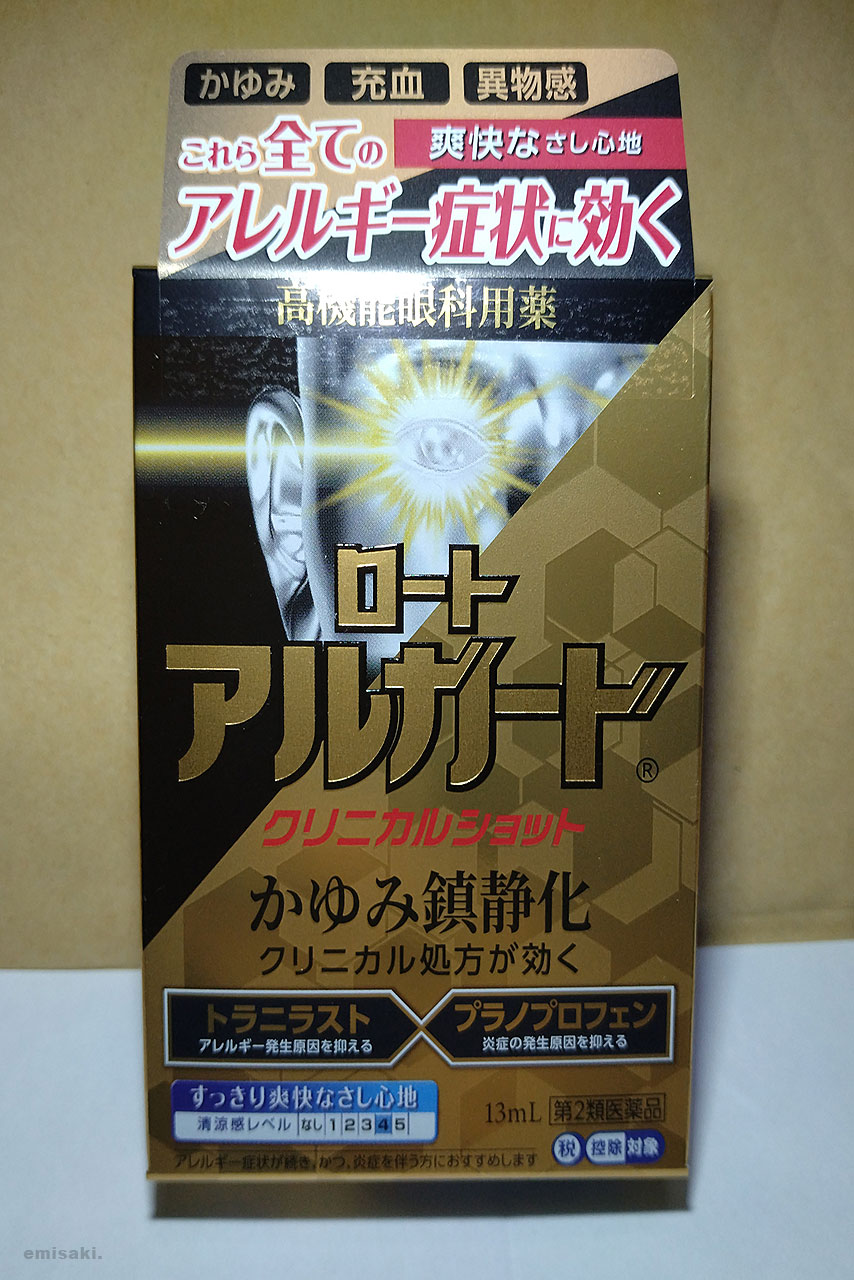 かゆみ 充血 異物感
これら全ての 爽快なさし心地
アレルギー症状に効く
高機能眼科用薬
ロート
アルガード®
クリニカルショット
かゆみ鎮静化
クリニカル処方が効く
トラニラスト プラノプロフェン
アレルギー発生原因を抑える 炎症の発生原因を抑える
すっきり爽快なさし心地
清涼感レベル なし 1 2 3 4 5
13mL 第2類医薬品
税 控除 対象
アレルギー症状が続き、かつ、炎症を伴う方におすすめします
emisaki.